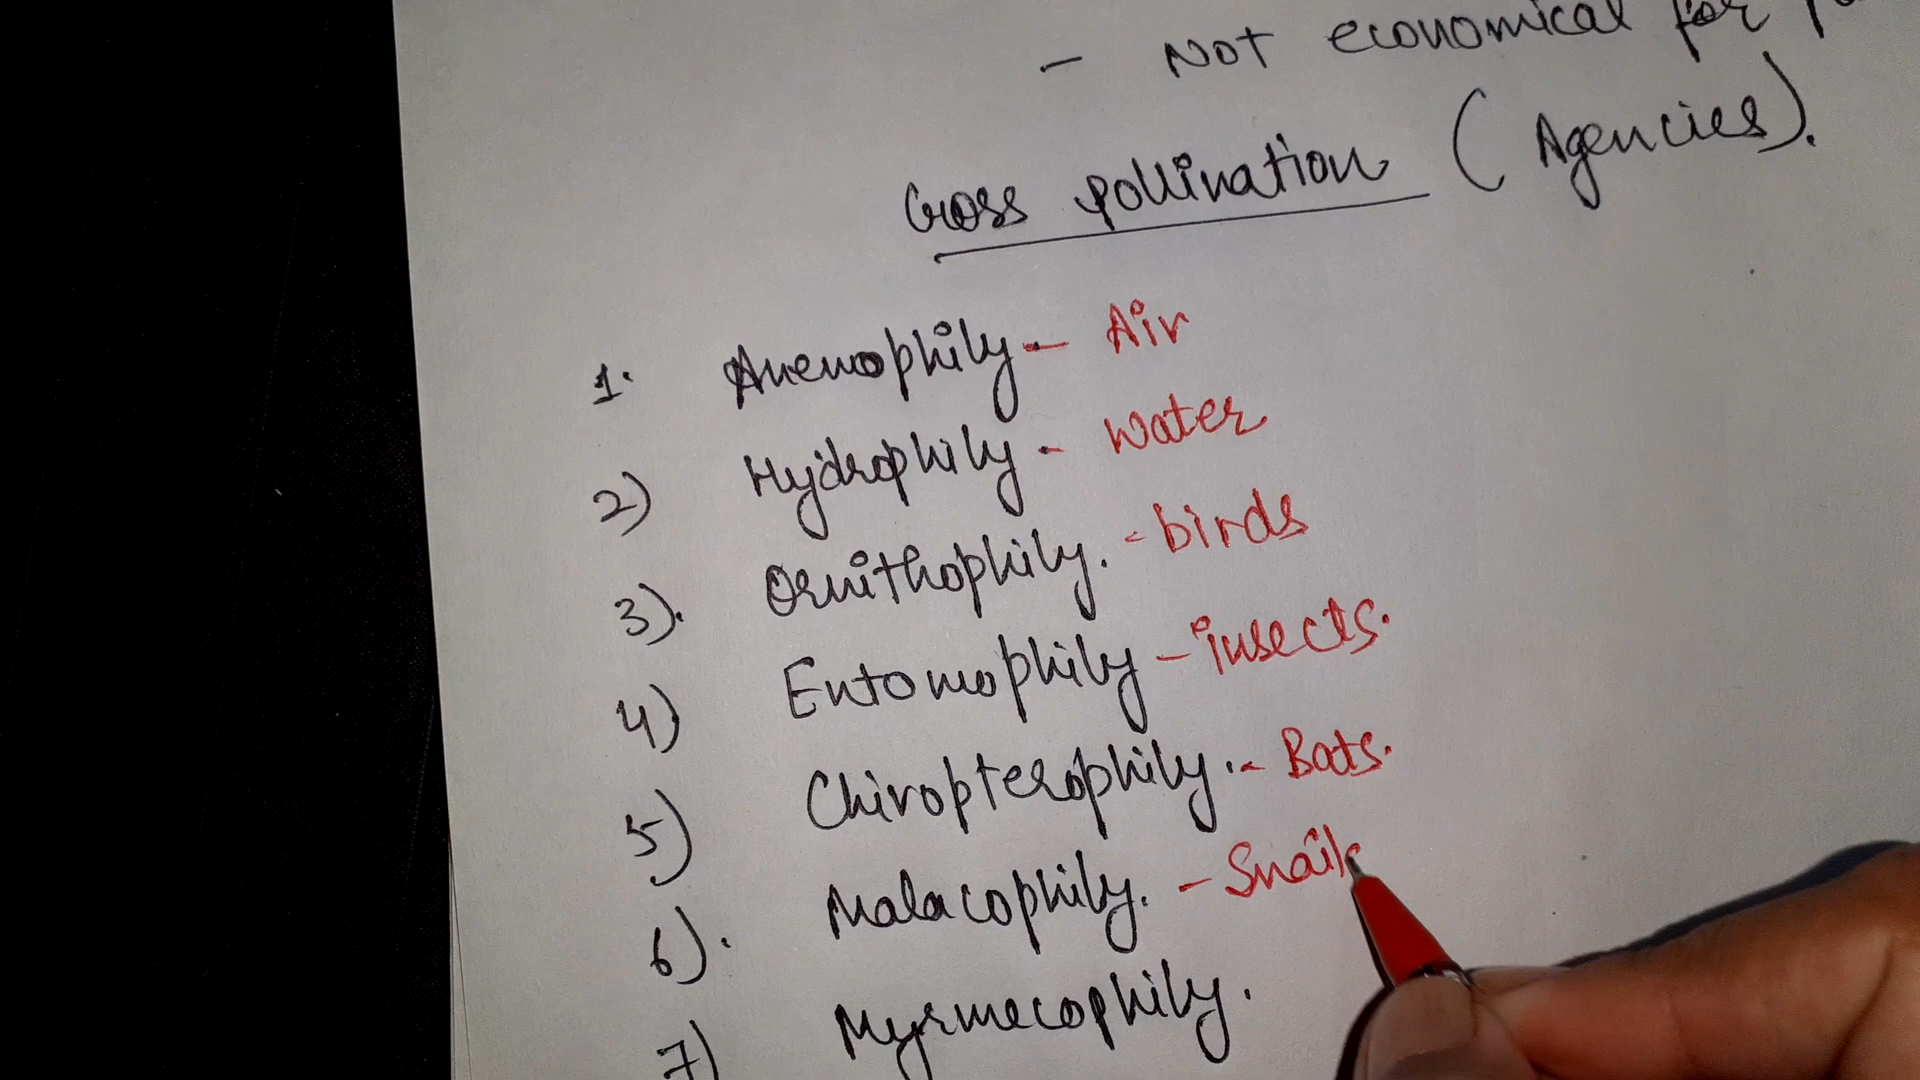 - Not economical for
Cross pollination (Agencies).
1. Anemophily - Air
2) Hydrophily - Water
3). Ornithophily. - birds
4) Entomophily - insects.
5) Chiropterophily. - Bats.
6). Malacophily. - Snails
7) Myrmecophily.